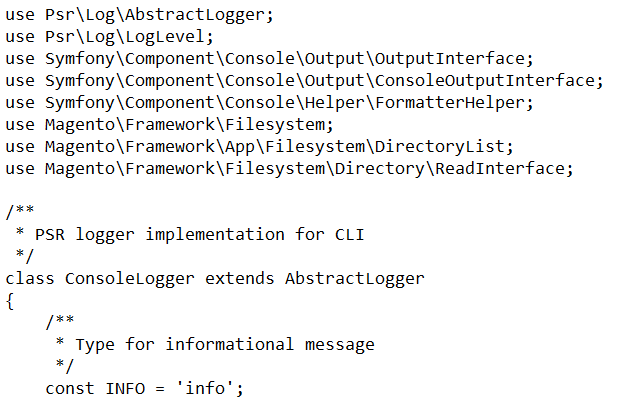 use Psr\Log\AbstractLogger;
use Psr\Log\LogLevel;
use Symfony\Component\Console\Output\OutputInterface;
use Symfony\Component\Console\Output\ConsoleOutputInterface;
use Symfony\Component\Console\Helper\FormatterHelper;
use Magento\Framework\Filesystem;
use Magento\Framework\App\Filesystem\DirectoryList;
use Magento\Framework\Filesystem\Directory\ReadInterface;

/**
 * PSR logger implementation for CLI
 */
class ConsoleLogger extends AbstractLogger
{
    /**
     * Type for informational message
     */
    const INFO = 'info';